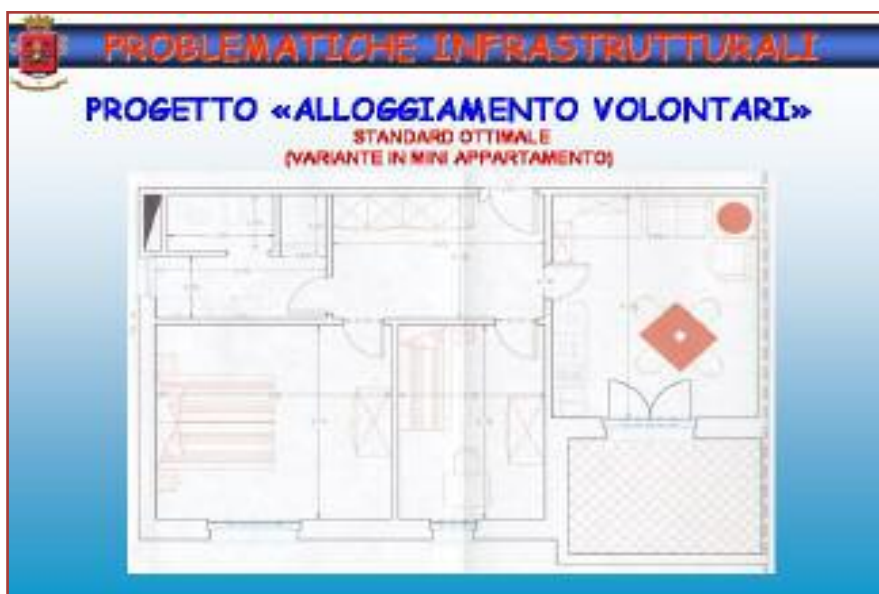 PROBLEMATICHE INFRASTRUTTURALI
PROGETTO «ALLOGGIAMENTO VOLONTARI»
STANDARD OTTIMALE
(VARIANTE IN MINI APPARTAMENTO)